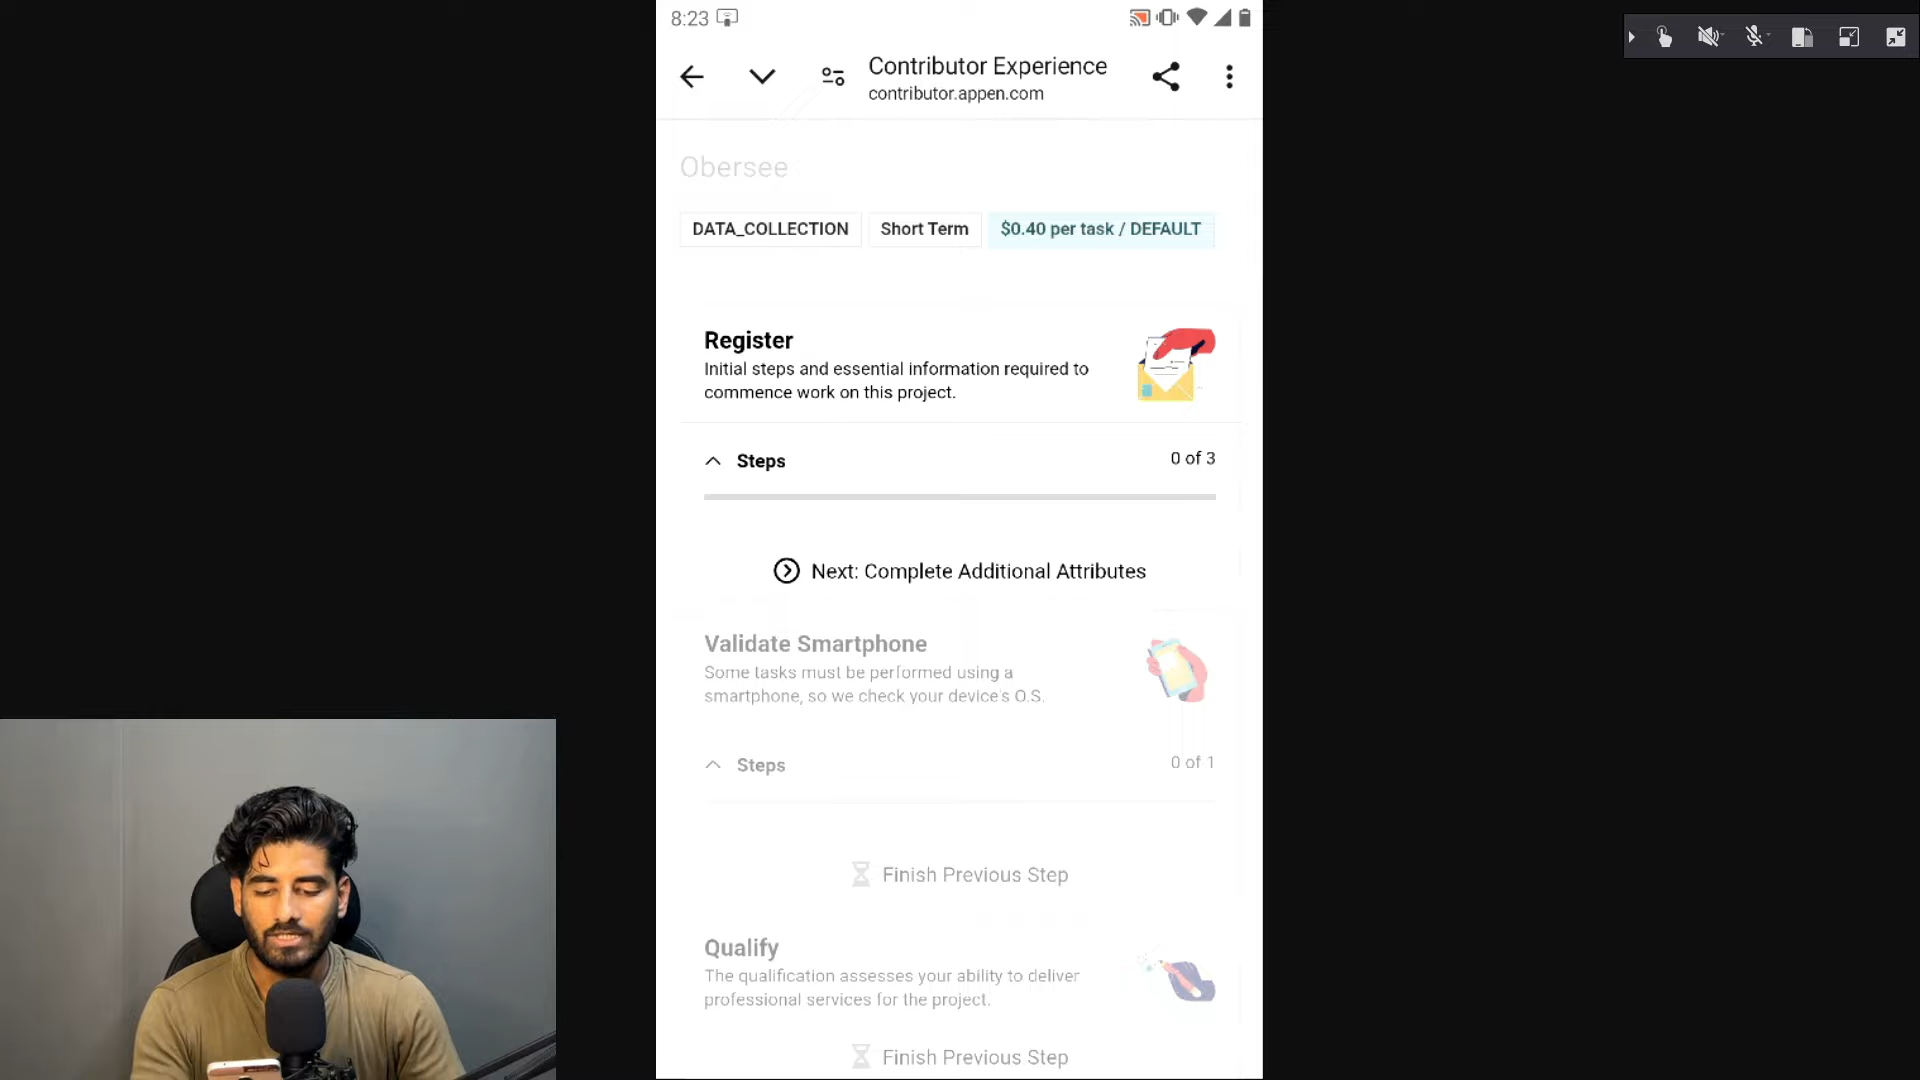 8:23
Contributor Experience
contributor.appen.com
Obersee
DATA_COLLECTION
Short Term
$0.40 per task / DEFAULT
Register
Initial steps and essential information required to
commence work on this project.
Steps
0 of 3
Next: Complete Additional Attributes
Validate Smartphone
Some tasks must be performed using a
smartphone, so we check your device's O.S.
Steps
0 of 1
Finish Previous Step
Qualify
The qualification assesses your ability to deliver
professional services for the project.
Finish Previous Step